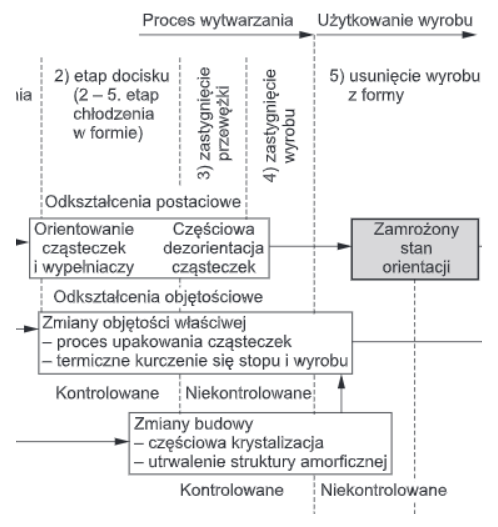 Proces wytwarzania
Użytkowanie wyrobu
nia
2) etap docisku
(2 – 5. etap
chłodzenia
w formie)
3) zastygnięcie
przewężki
4) zastygnięcie
wyrobu
5) usunięcie wyrobu
z formy
Odkształcenia postaciowe
Orientowanie
cząsteczek
i wypełniaczy
Częściowa
dezorientacja
cząsteczek
Zamrożony
stan
orientacji
Odkształcenia objętościowe
Zmiany objętości właściwej
– proces upakowania cząsteczek
– termiczne kurczenie się stopu i wyrobu
Kontrolowane
Niekontrolowane
Zmiany budowy
– częściowa krystalizacja
– utrwalenie struktury amorficznej
Kontrolowane
Niekontrolowane